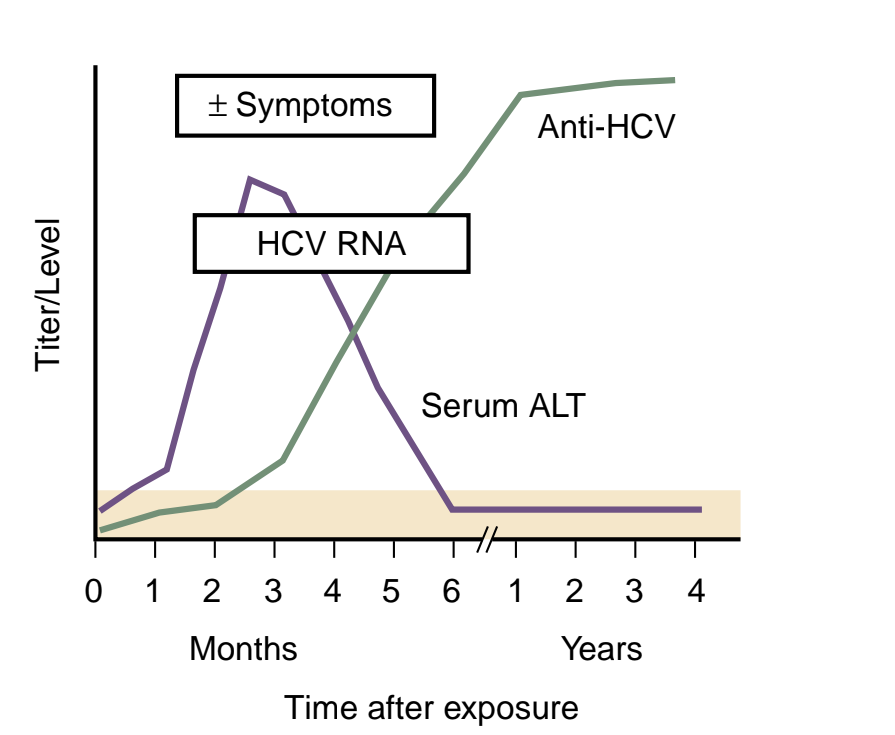 ± Symptoms
Anti-HCV
HCV RNA
Titer/Level
Serum ALT
0 1 2 3 4 5 6 1 2 3 4
Months Years
Time after exposure